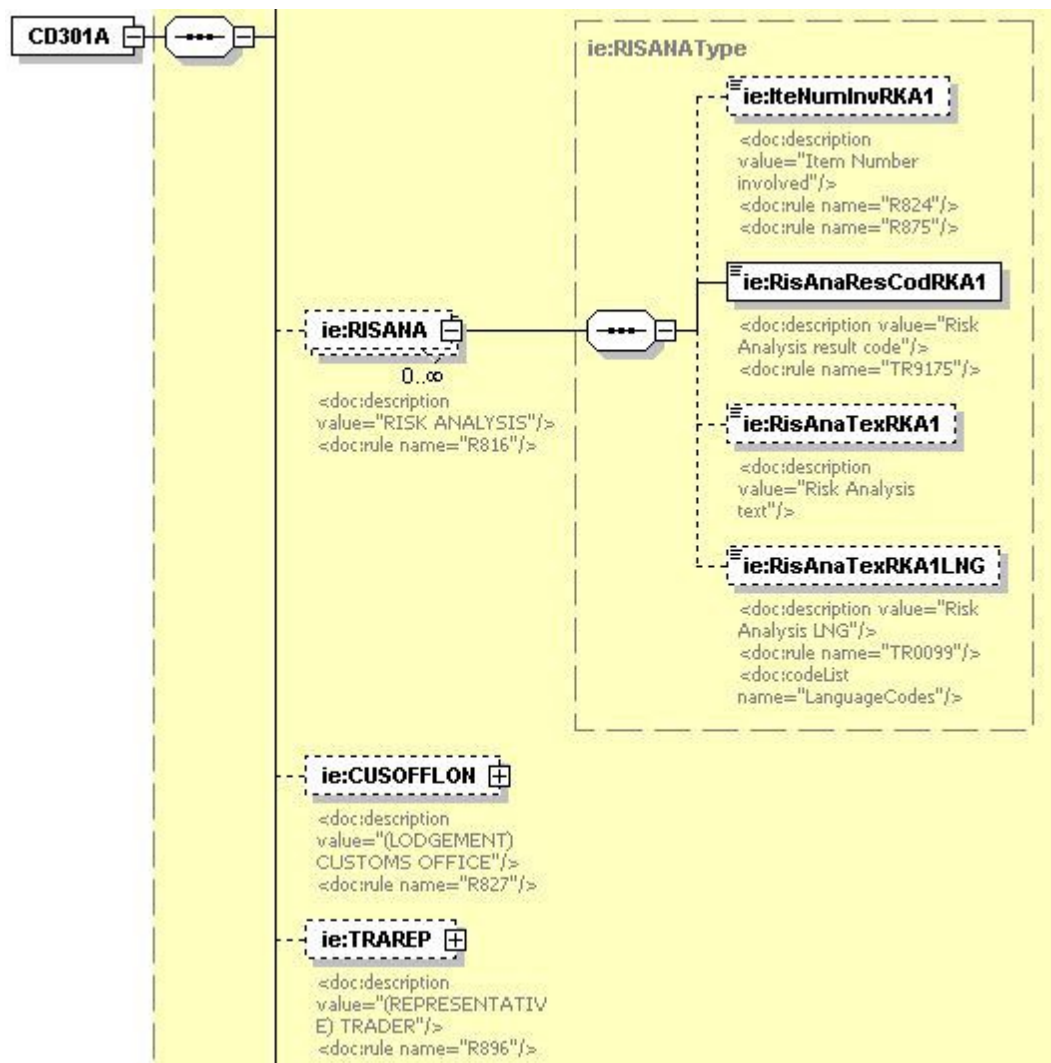 CD301A
ie:RISANAType
ie:IteNumInvRKA1
<doc:description
value="Item Number
involved"/>
<doc:rule name="R824"/>
<doc:rule name="R875"/>
ie:RisAnaResCodRKA1
<doc:description value="Risk
Analysis result code"/>
<doc:rule name="TR9175"/>
ie:RISANA
0..∞
<doc:description
value="RISK ANALYSIS"/>
<doc:rule name="R816"/>
ie:RisAnaTexRKA1
<doc:description
value="Risk Analysis
text"/>
ie:RisAnaTexRKA1LNG
<doc:description value="Risk
Analysis LNG"/>
<doc:rule name="TR0099"/>
<doc:codeList
name="LanguageCodes"/>
ie:CUSOFFLON
<doc:description
value="(LODGEMENT)
CUSTOMS OFFICE"/>
<doc:rule name="R827"/>
ie:TRAREP
<doc:description
value="(REPRESENTATIV
E) TRADER"/>
<doc:rule name="R896"/>